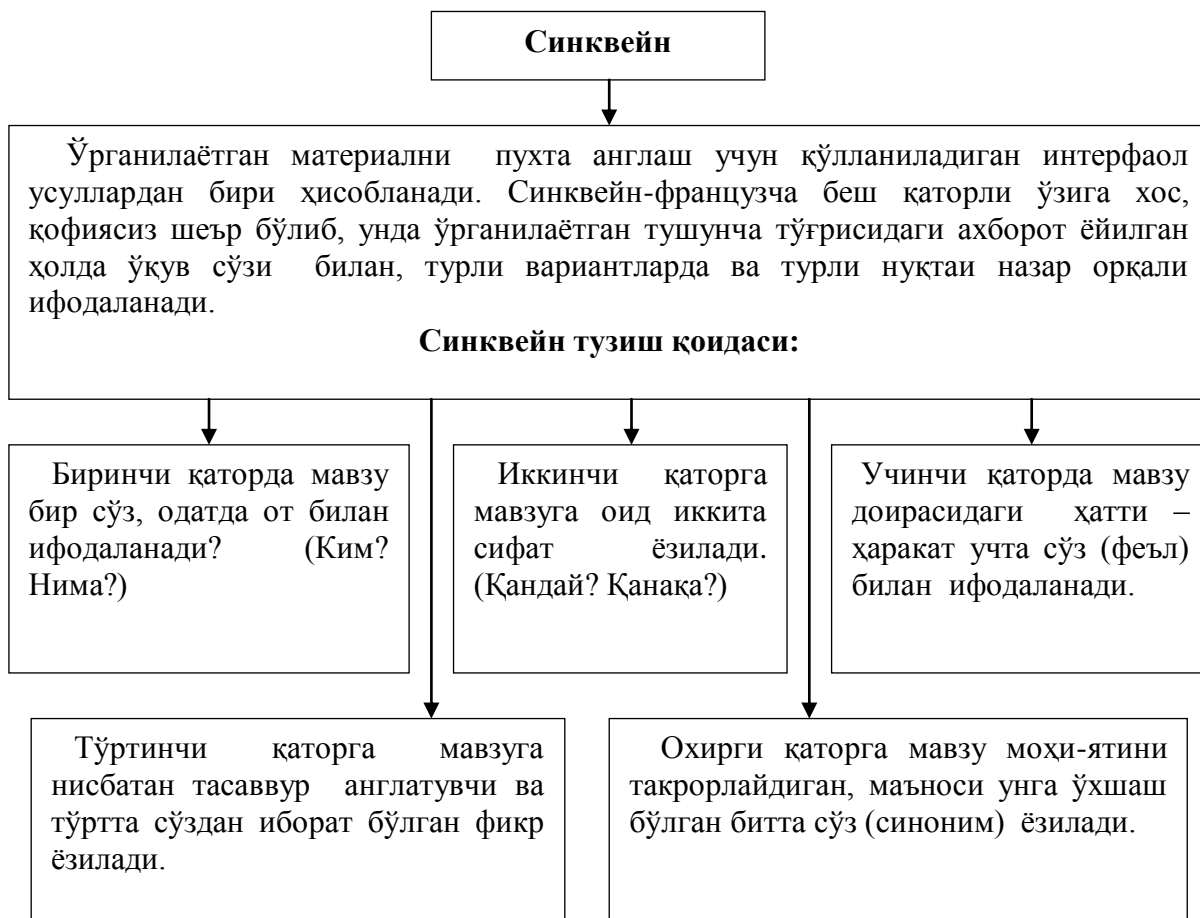 Синквейн
Ўрганилаётган материални пухта англаш учун қўлланиладиган интерфаол
усуллардан бири ҳисобланади. Синквейн-французча беш қаторли ўзига хос,
қофиясиз шеър бўлиб, унда ўрганилаётган тушунча тўғрисидаги ахборот ёйилган
ҳолда ўқув сўзи билан, турли вариантларда ва турли нуқтаи назар орқали
ифодаланади.
Синквейн тузиш қоидаси:
Биринчи қаторда мавзу
бир сўз, одатда от билан
ифодаланади? (Ким?
Нима?)
Иккинчи қаторга
мавзуга оид иккита
сифат ёзилади.
(Қандай? Қанақа?)
Учинчи қаторда мавзу
доирасидаги ҳатти –
ҳаракат учта сўз (феъл)
билан ифодаланади.
Тўртинчи қаторга мавзуга
нисбатан тасаввур англатувчи ва
тўртта сўздан иборат бўлган фикр
ёзилади.
Охирги қаторга мавзу моҳи-ятини
такрорлайдиган, маъноси унга ўхшаш
бўлган битта сўз (синоним) ёзилади.